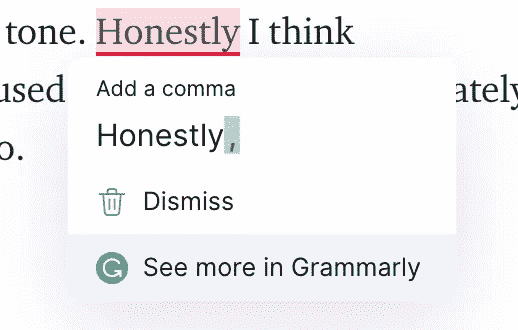 tone. Honestly I think
used
Add a comma
ately
Honestly,
o.
Dismiss
See more in Grammarly